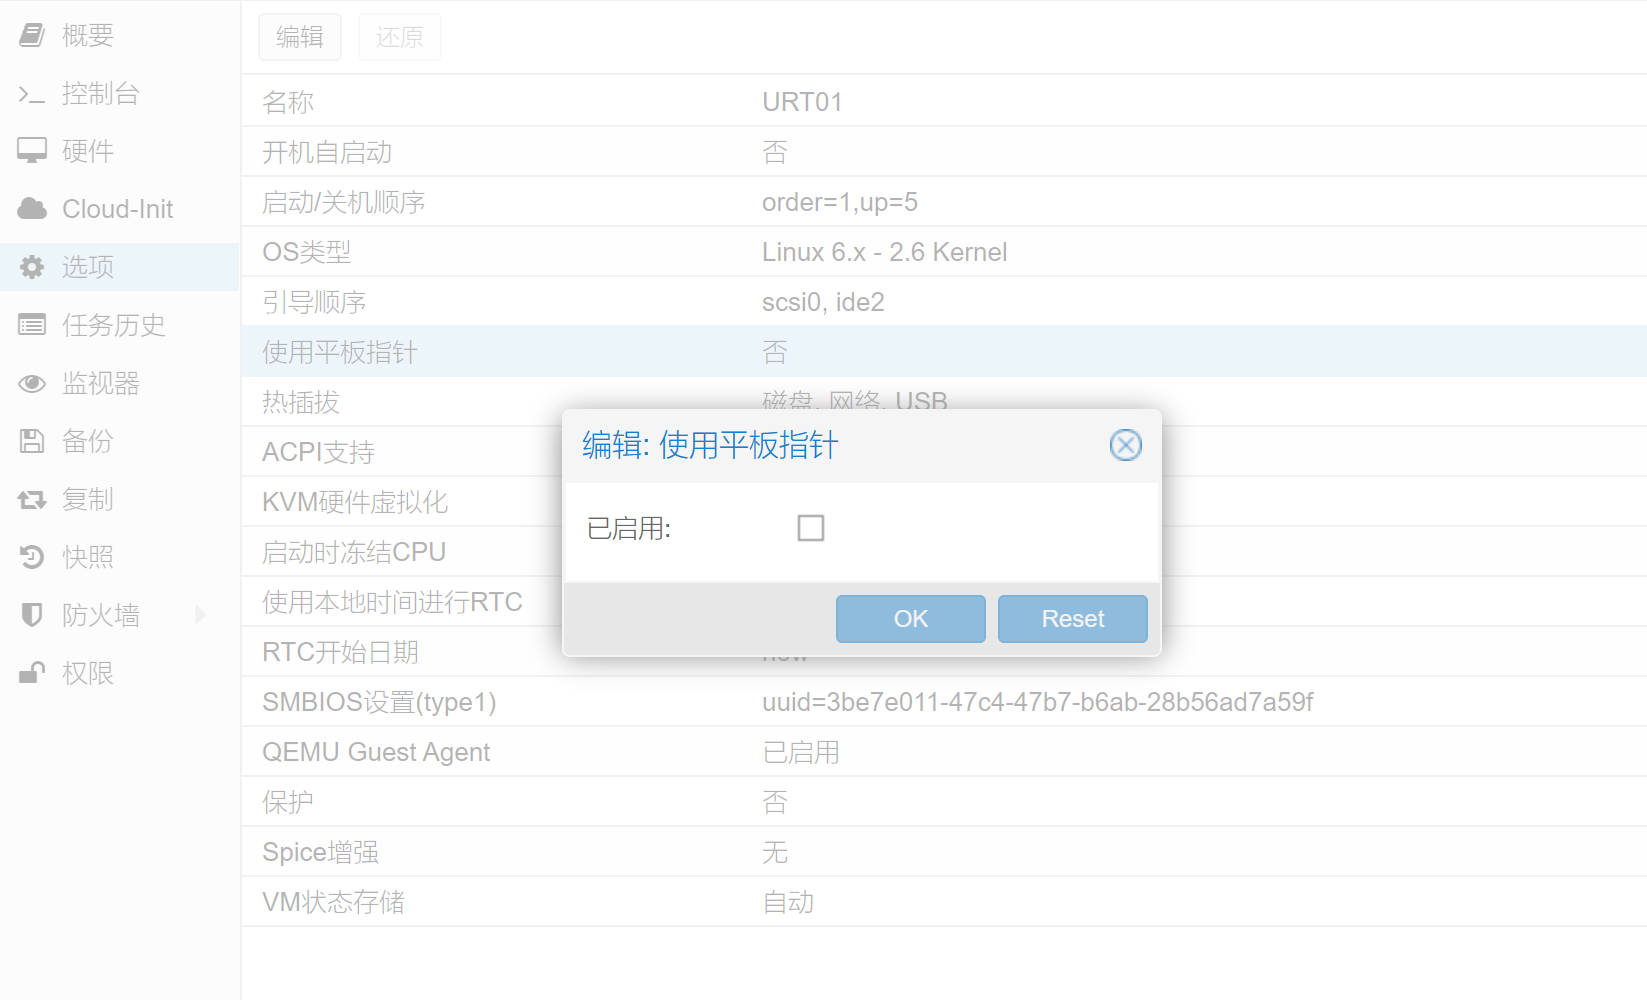 概要
控制台
硬件
Cloud-Init
选项
任务历史
监视器
备份
复制
快照
防火墙
权限
编辑 还原
名称 URT01
开机自启动 否
启动/关机顺序 order=1,up=5
OS类型 Linux 6.x - 2.6 Kernel
引导顺序 scsi0, ide2
使用平板指针 否
热插拔 磁盘, 网络, USB
ACPI支持
KVM硬件虚拟化
启动时冻结CPU
使用本地时间进行RTC
RTC开始日期 now
SMBIOS设置(type1) uuid=3be7e011-47c4-47b7-b6ab-28b56ad7a59f
QEMU Guest Agent 已启用
保护 否
Spice增强 无
VM状态存储 自动
编辑: 使用平板指针
已启用:
OK Reset